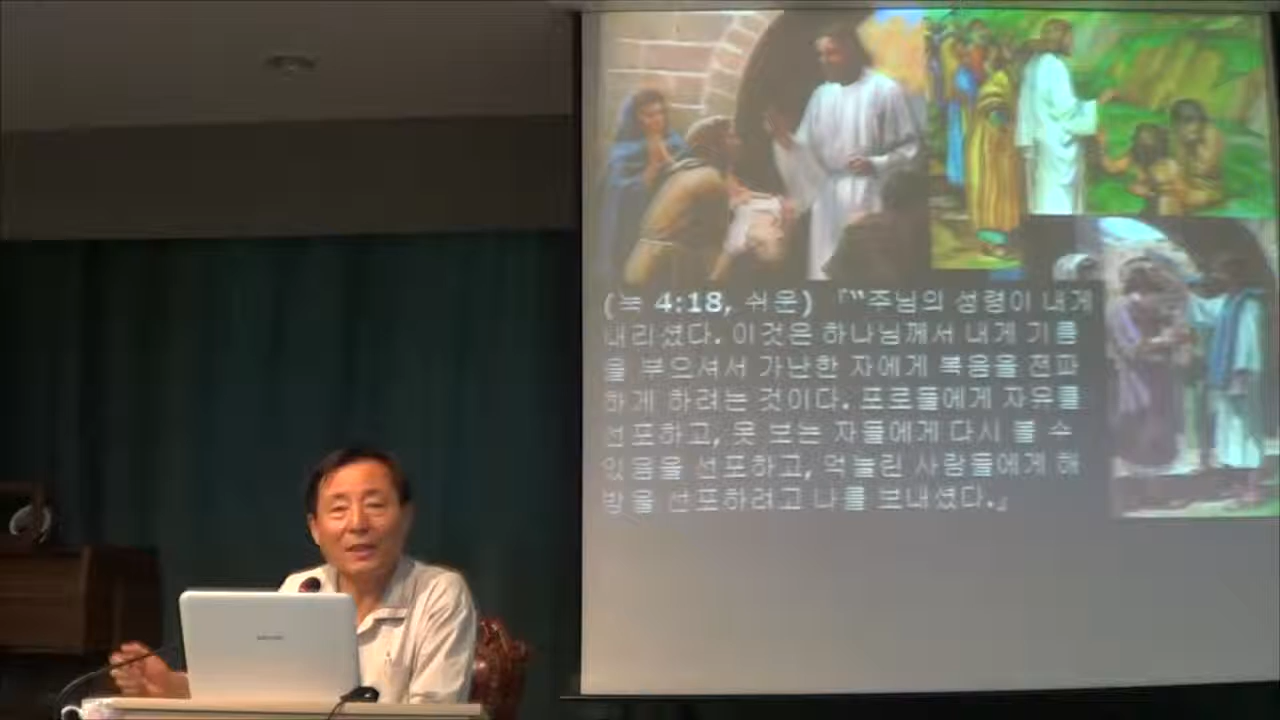 (눅 4:18, 쉬운) 『“주님의 성령이 내게
내리셨다. 이것은 하나님께서 내게 기름
을 부으셔서 가난한 자에게 복음을 전파
하게 하려는 것이다. 포로들에게 자유를
선포하고, 못 보는 자들에게 다시 볼 수
있음을 선포하고, 억눌린 사람들에게 해
방을 선포하려고 나를 보내셨다.』